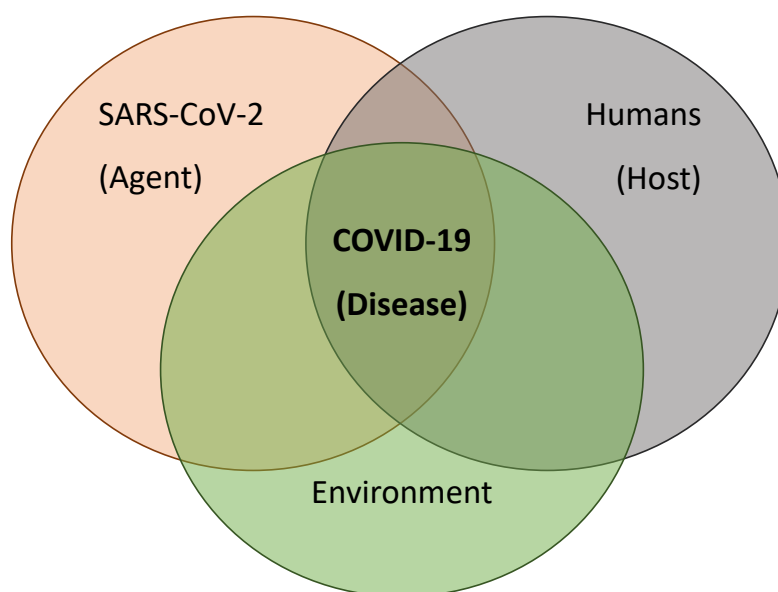 SARS-CoV-2
(Agent)
Humans
(Host)
COVID-19
(Disease)
Environment